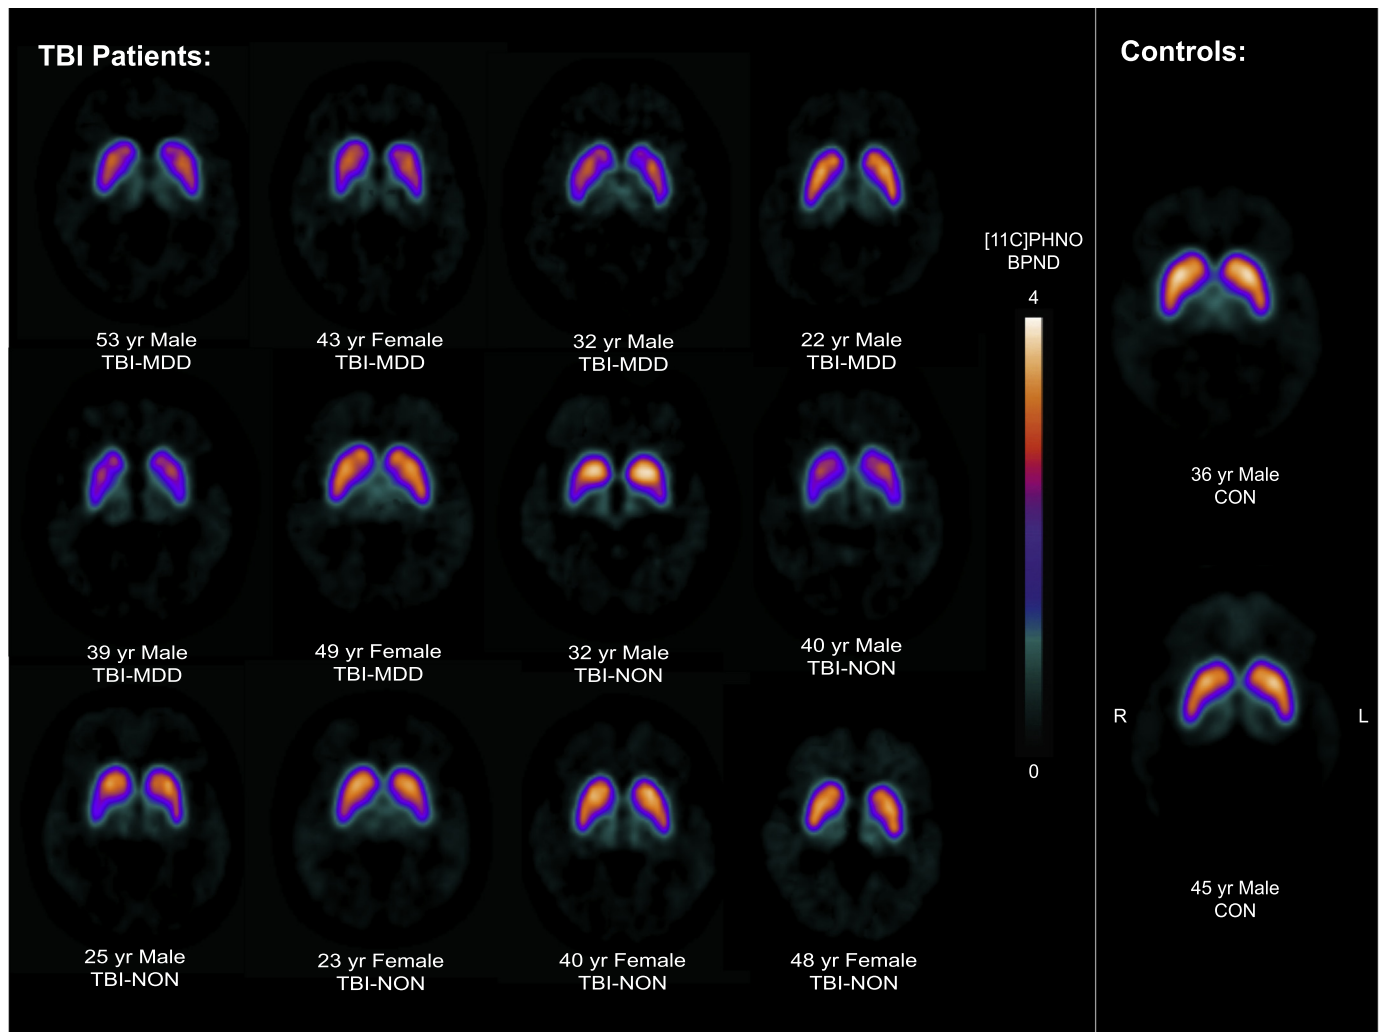 TBI Patients:
Controls:
53 yr Male
TBI-MDD
43 yr Female
TBI-MDD
32 yr Male
TBI-MDD
22 yr Male
TBI-MDD
[11C]PHNO
BPND
4
0
39 yr Male
TBI-MDD
49 yr Female
TBI-MDD
32 yr Male
TBI-NON
40 yr Male
TBI-NON
25 yr Male
TBI-NON
23 yr Female
TBI-NON
40 yr Female
TBI-NON
48 yr Female
TBI-NON
36 yr Male
CON
R
L
45 yr Male
CON